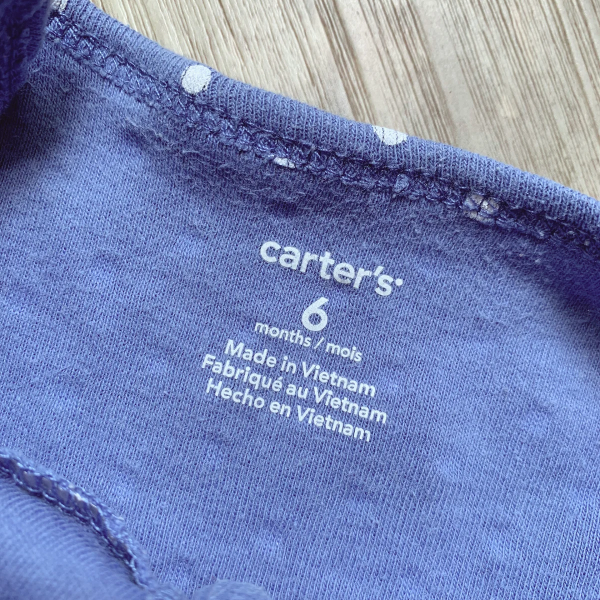 carter's
6
months / mois
Made in Vietnam
Fabriqué au Vietnam
Hecho en Vietnam